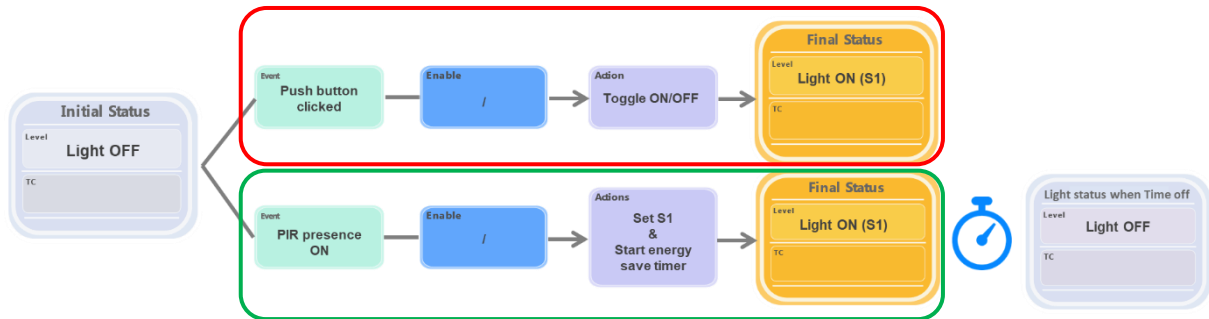 Initial Status
Level
Light OFF
TC
Event
Push button
clicked
Enable
/
Action
Toggle ON/OFF
Final Status
Level
Light ON (S1)
TC
Event
PIR presence
ON
Enable
/
Actions
Set S1
&
Start energy
save timer
Final Status
Level
Light ON (S1)
TC
Light status when Time off
Level
Light OFF
TC